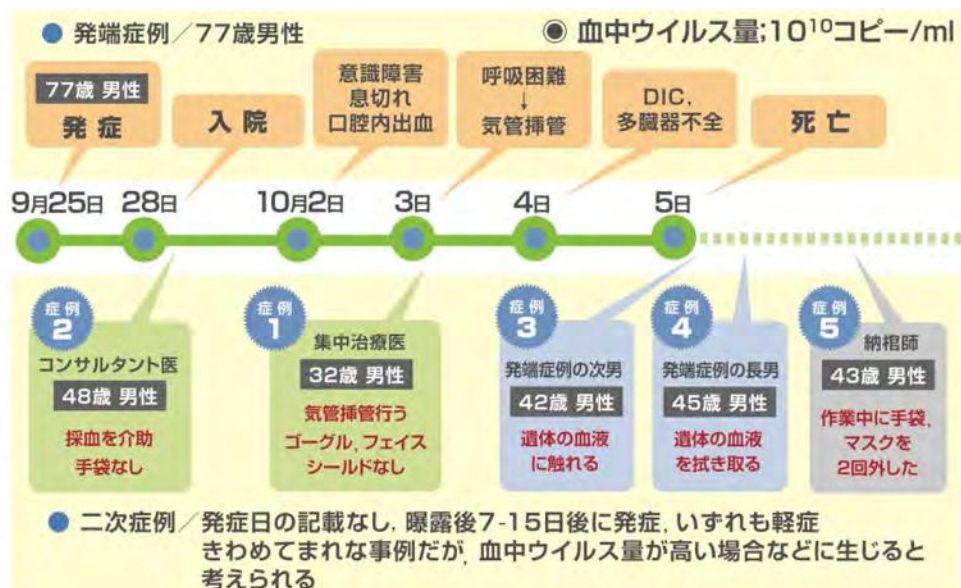 ● 発端症例／77歳男性
◉ 血中ウイルス量;10¹⁰コピー/ml
77歳 男性
発症
入院
意識障害
息切れ
口腔内出血
呼吸困難
↓
気管挿管
DIC,
多臓器不全
死亡
9月25日 28日 10月2日 3日 4日 5日
症例
2
コンサルタント医
48歳 男性
採血を介助
手袋なし
症例
1
集中治療医
32歳 男性
気管挿管行う
ゴーグル,フェイス
シールドなし
症例
3
発端症例の次男
42歳 男性
遺体の血液
に触れる
症例
4
発端症例の長男
45歳 男性
遺体の血液
を拭き取る
症例
5
納棺師
43歳 男性
作業中に手袋,
マスクを
2回外した
● 二次症例／発症日の記載なし, 曝露後7-15日後に発症, いずれも軽症
きわめてまれな事例だが, 血中ウイルス量が高い場合などに生じると
考えられる